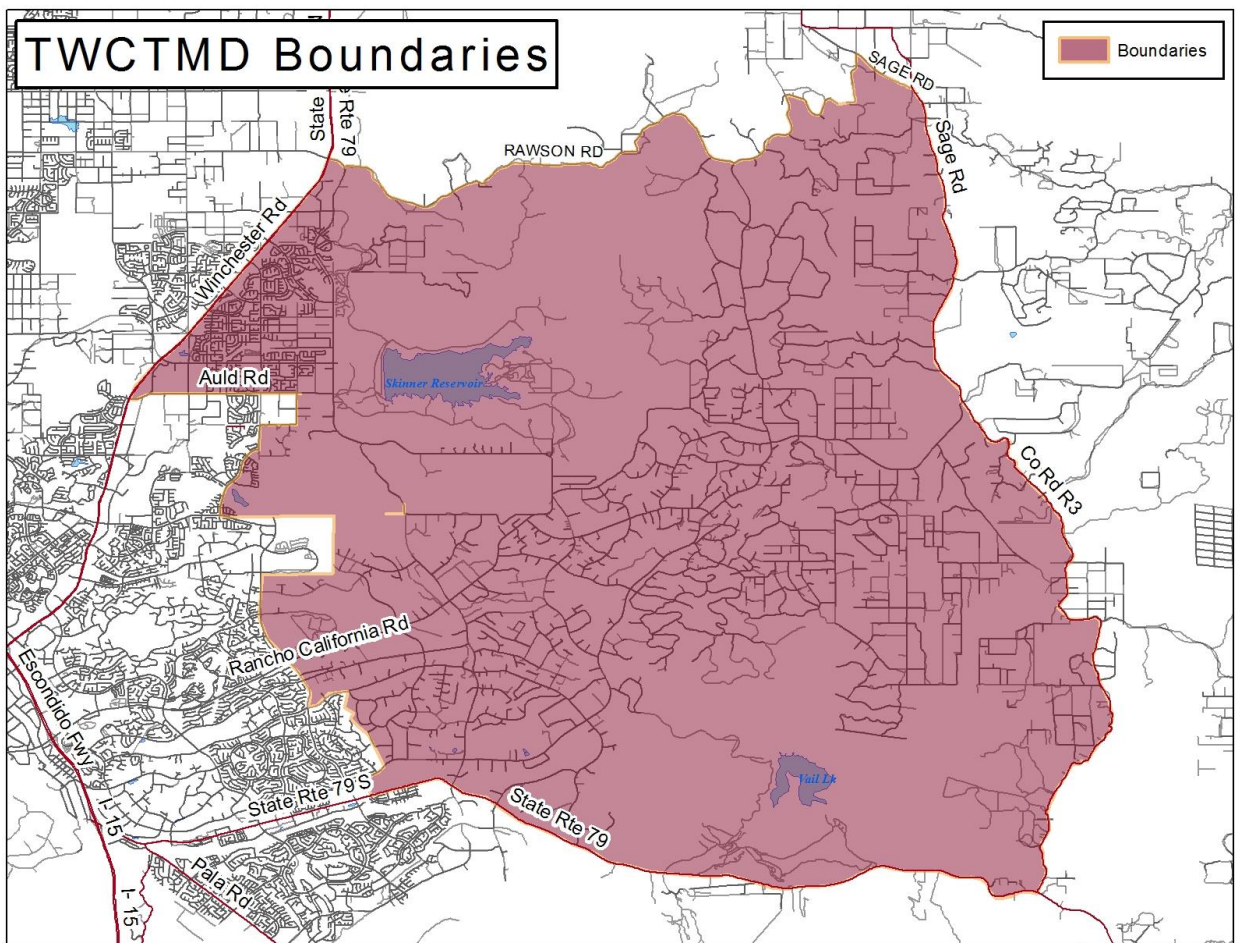 TWCTMD Boundaries
Boundaries
SAGE RD
State
e Rte 79
RAWSON RD
Sage Rd
Winchester Rd
Auld Rd
Skinner Reservoir
Co Rd R3
Rancho California Rd
Escondido Fwy
I- 15
State Rte 79 S
State Rte 79
Vail Lk
Pala Rd
I- 15